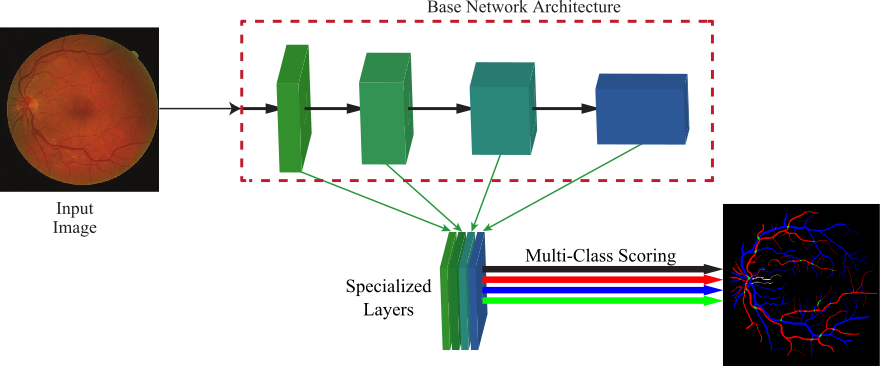 Base Network Architecture
Input
Image
Specialized
Layers
Multi-Class Scoring